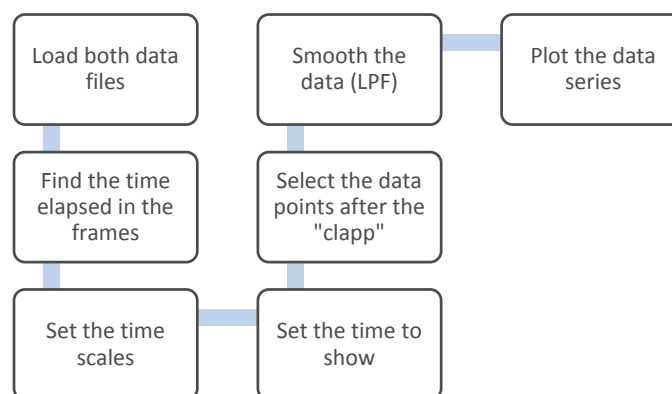 Load both data
files
Find the time
elapsed in the
frames
Set the time
scales
Set the time to
show
Select the data
points after the
"clapp"
Smooth the
data (LPF)
Plot the data
series